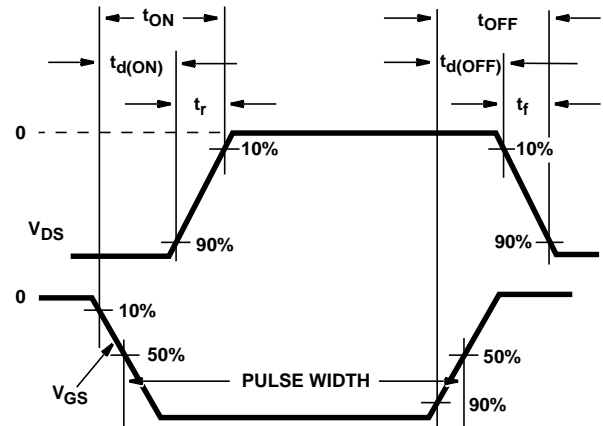 tON tOFF
td(ON) td(OFF)
tr tf
0
10% 10%
VDS
90% 90%
0
10%
50% 50%
VGS PULSE WIDTH
90%